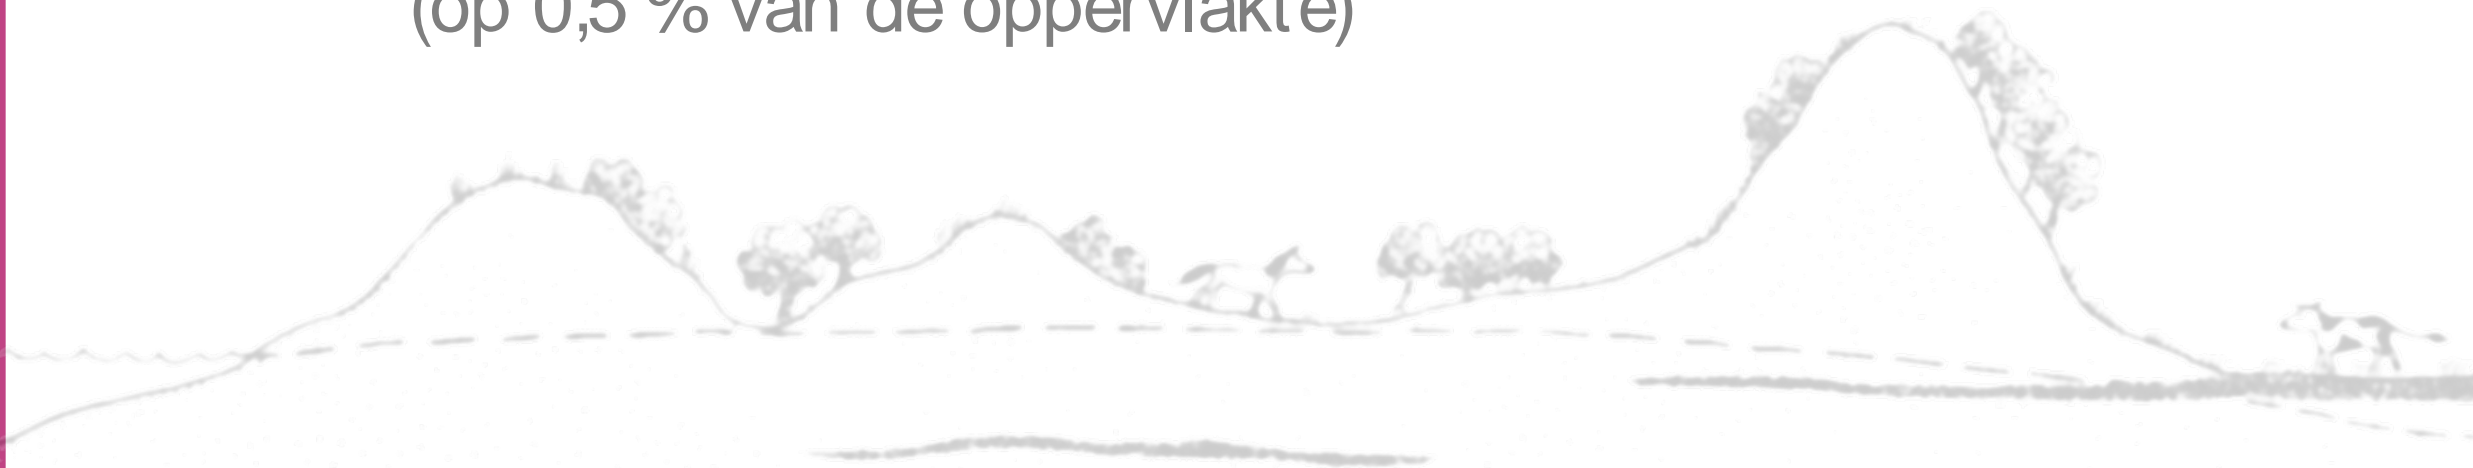 (op 0,5 % van de oppervlakte)